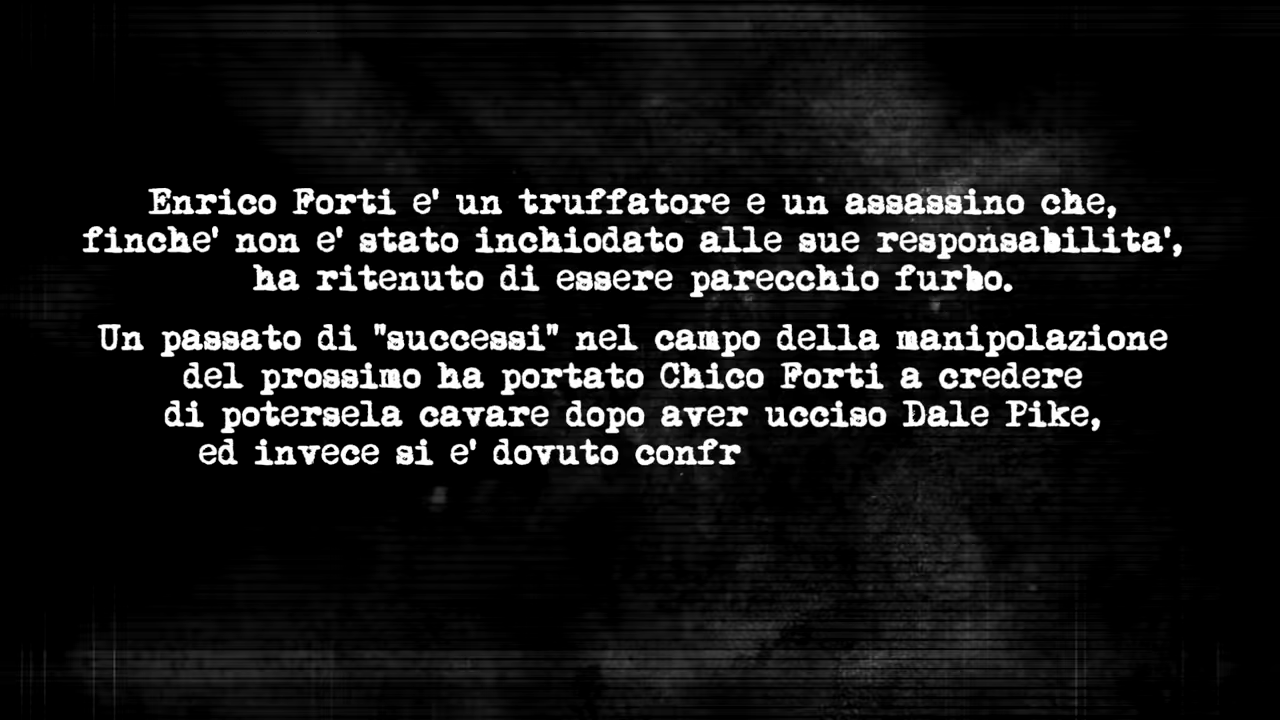 Enrico Forti e' un truffatore e un assassino che,
finche' non e' stato inchiodato alle sue responsabilita',
ha ritenuto di essere parecchio furbo.
Un passato di "successi" nel campo della manipolazione
del prossimo ha portato Chico Forti a credere
di potersela cavare dopo aver ucciso Dale Pike,
ed invece si e' dovuto confr